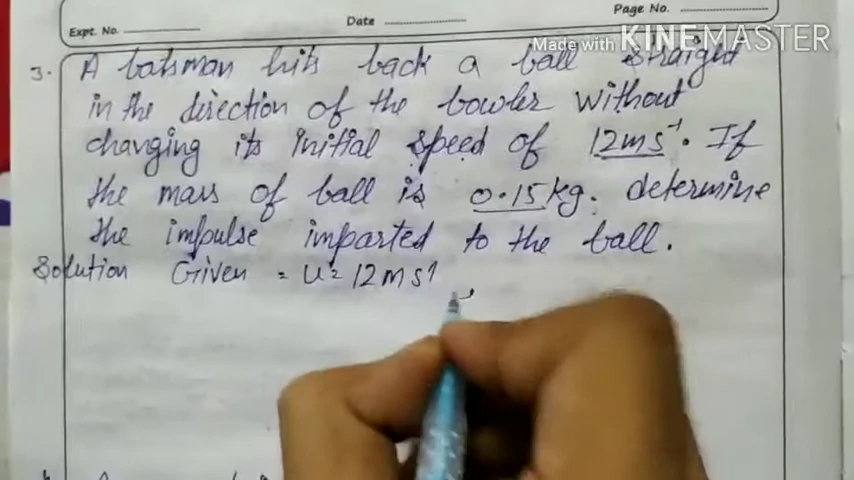 Expt. No.
Date
Page No.
Made with KINEMASTER
3. A batsman hits back a ball straight
in the direction of the bowler without
changing its initial speed of 12ms⁻¹. If
the mass of ball is 0.15kg. determine
the impulse imparted to the ball.
Solution Given = u = 12ms⁻¹